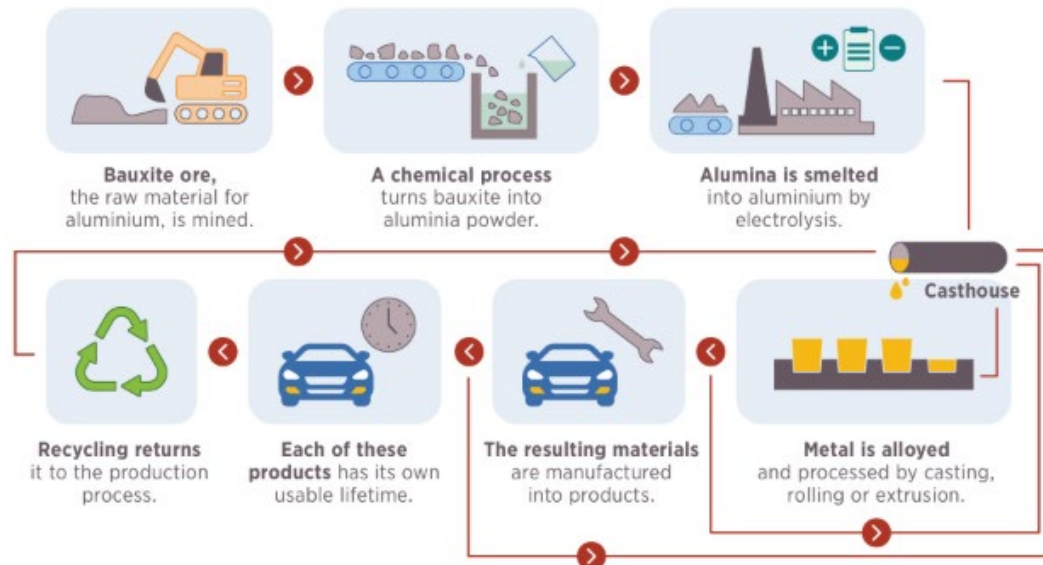 Bauxite ore,
the raw material for
aluminium, is mined.
A chemical process
turns bauxite into
aluminia powder.
Alumina is smelted
into aluminium by
electrolysis.
Casthouse
Recycling returns
it to the production
process.
Each of these
products has its own
usable lifetime.
The resulting materials
are manufactured
into products.
Metal is alloyed
and processed by casting,
rolling or extrusion.